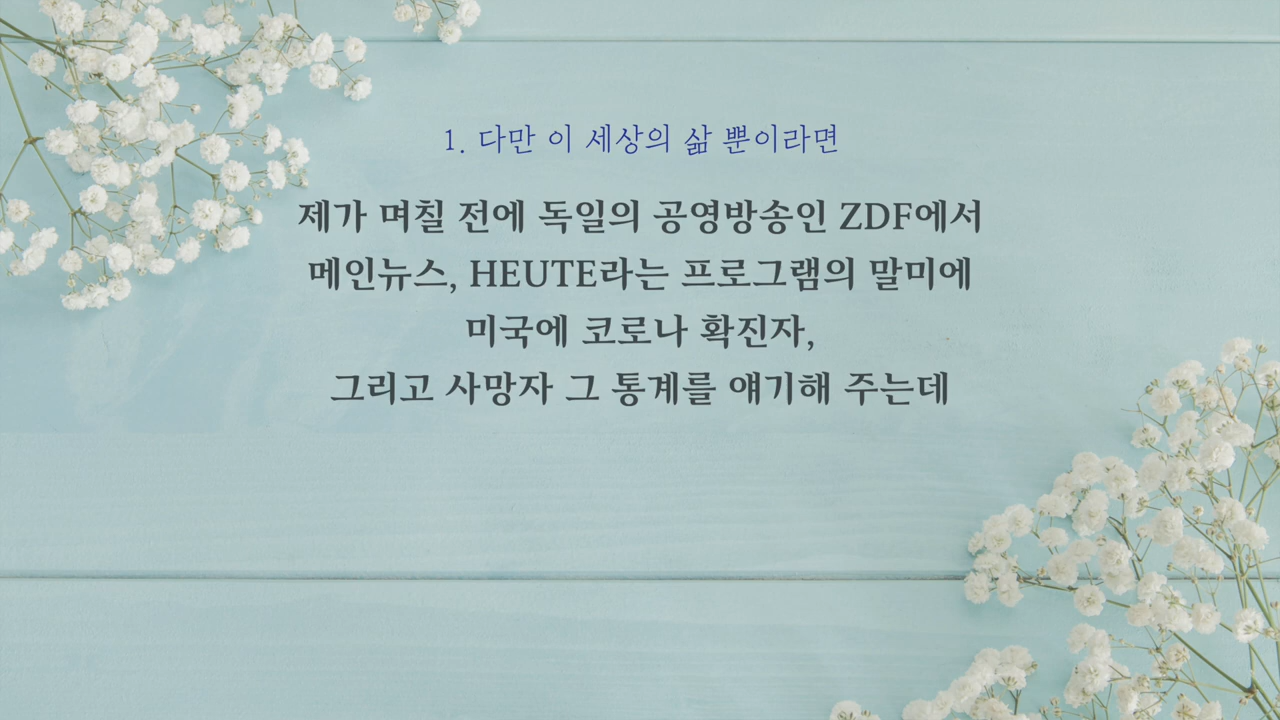 1. 다만 이 세상의 삶 뿐이라면
제가 며칠 전에 독일의 공영방송인 ZDF에서
메인뉴스, HEUTE라는 프로그램의 말미에
미국에 코로나 확진자,
그리고 사망자 그 통계를 얘기해 주는데